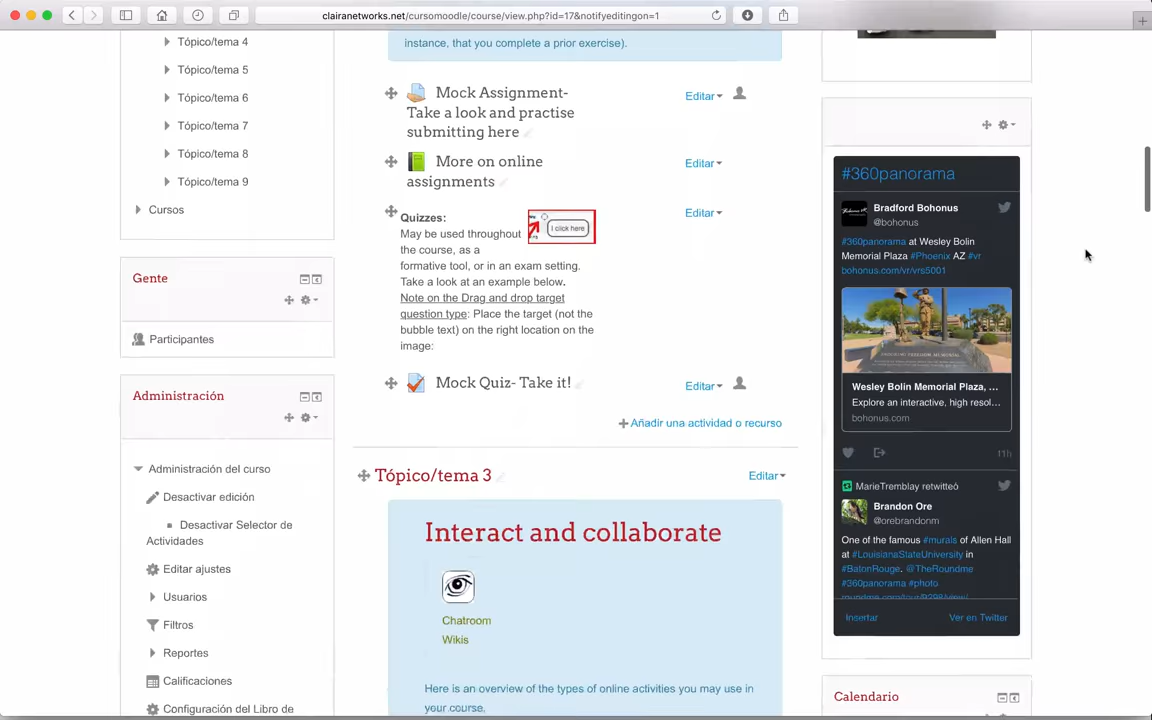 clairanetworks.net/cursomoodle/course/view.php?id=17&notifyeditingon=1
Tópico/tema 4
Tópico/tema 5
Tópico/tema 6
Tópico/tema 7
Tópico/tema 8
Tópico/tema 9
Cursos
Gente
Participantes
Administración
Administración del curso
Desactivar edición
Desactivar Selector de
Actividades
Editar ajustes
Usuarios
Filtros
Reportes
Calificaciones
Configuración del Libro de
instance, that you complete a prior exercise).
Mock Assignment-
Take a look and practise
submitting here
Editar
More on online
assignments
Editar
Quizzes:
May be used throughout
the course, as a
formative tool, or in an exam setting.
Take a look at an example below.
Note on the Drag and drop target
question type: Place the target (not the
bubble text) on the right location on the
image:
I click here
Editar
Mock Quiz- Take it!
Editar
Añadir una actividad o recurso
Tópico/tema 3
Editar
Interact and collaborate
Chatroom
Wikis
Here is an overview of the types of online activities you may use in
your course.
#360panorama
Bradford Bohonus
@bohonus
#360panorama at Wesley Bolin
Memorial Plaza #Phoenix AZ #vr
bohonus.com/vr/vrs5001
Wesley Bolin Memorial Plaza, ...
Explore an interactive, high resol...
bohonus.com
11h
MarieTremblay retwitteó
Brandon Ore
@orebrandonm
One of the famous #murals of Allen Hall
at #LouisianaStateUniversity in
#BatonRouge. @TheRoundme
#360panorama #photo
roundme.com/tour/9298/view/
Insertar
Ver en Twitter
Calendario